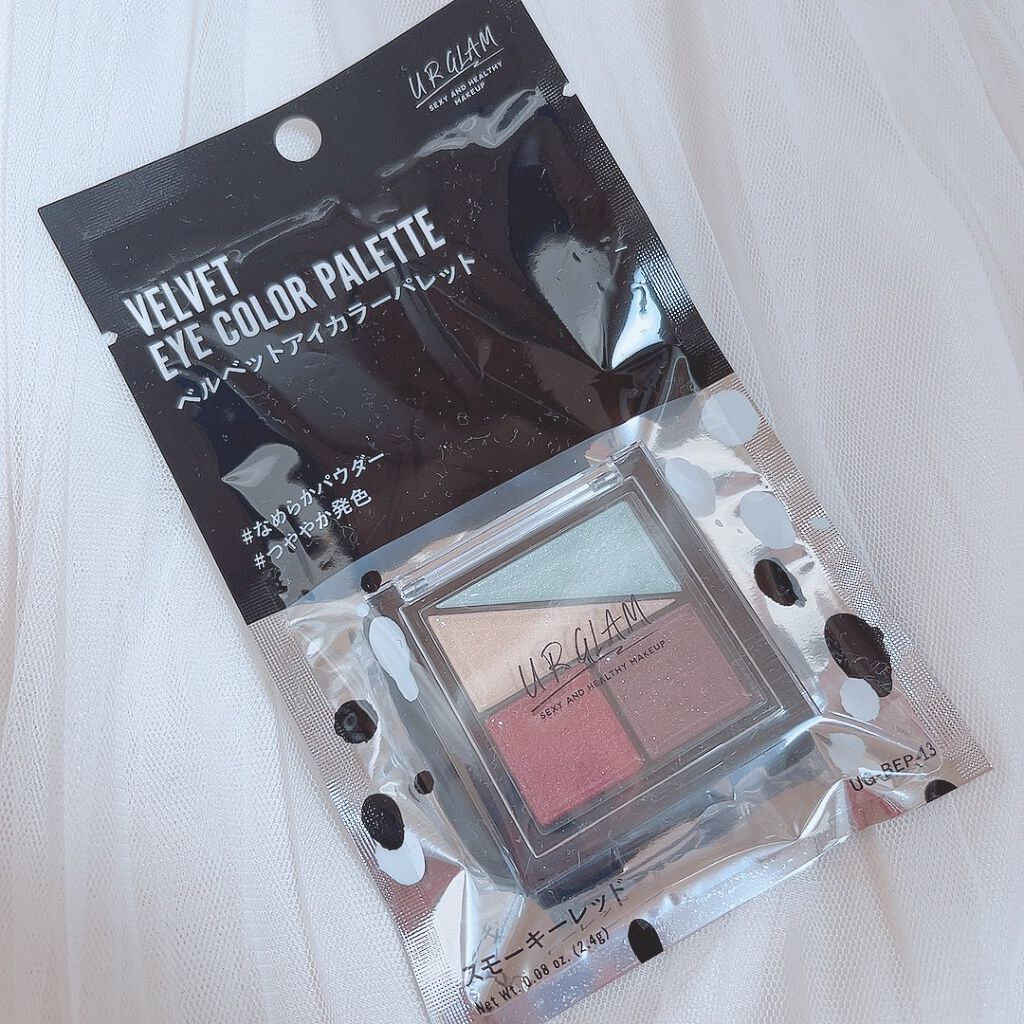 UR GLAM
SEXY AND HEALTHY
MAKEUP
VELVET
EYE COLOR PALETTE
ベルベットアイカラーパレット
#なめらかパウダー
#つややか発色
UR GLAM
SEXY AND HEALTHY MAKEUP
UG-BEP-13
スモーキーレッド
Net Wt. 0.08 oz. (2.4g)